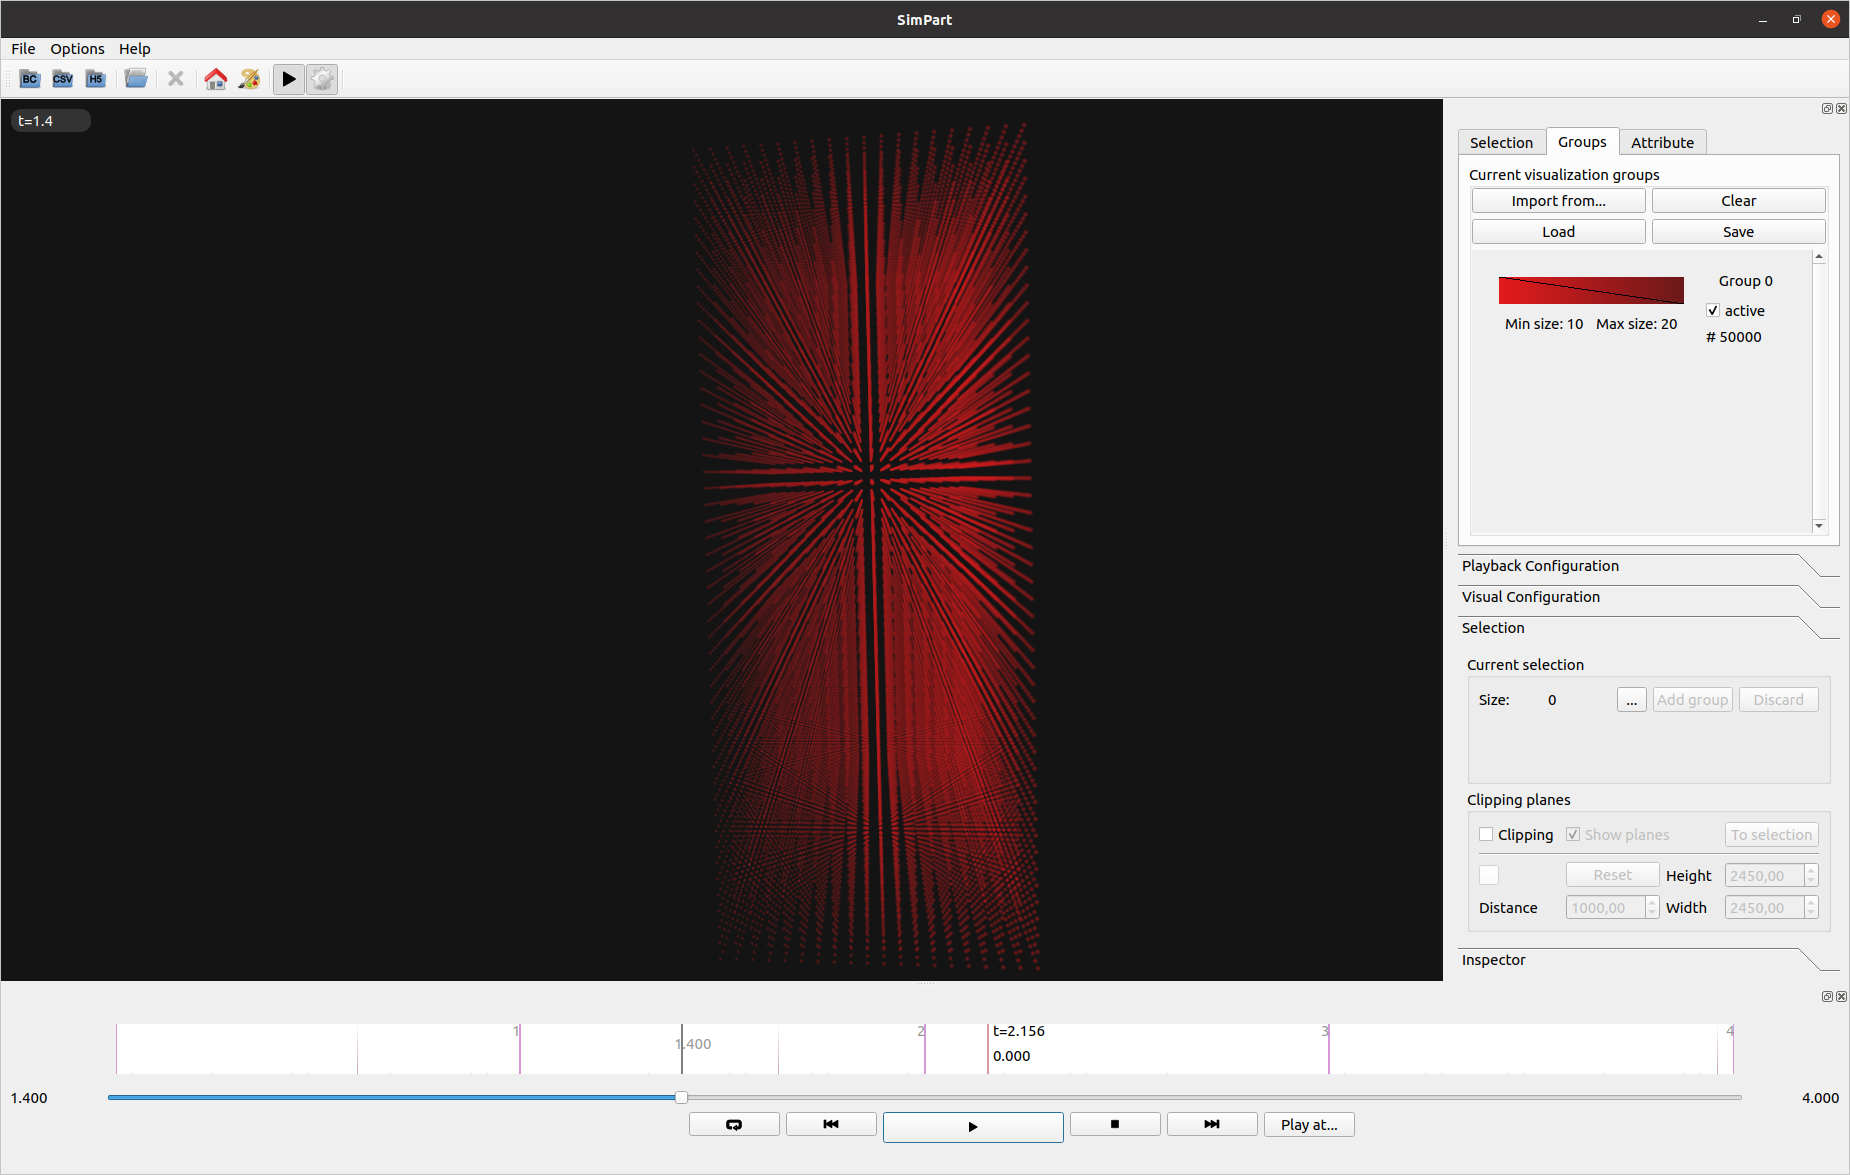 SimPart
File Options Help
BC CSV H5
t=1.4
Selection Groups Attribute
Current visualization groups
Import from... Clear
Load Save
Group 0
active
Min size: 10 Max size: 20
# 50000
Playback Configuration
Visual Configuration
Selection
Current selection
Size: 0 ... Add group Discard
Clipping planes
Clipping Show planes To selection
Reset Height 2450,00
Distance 1000,00 Width 2450,00
Inspector
1 2 t=2.156 3 4
1.400
0.000
1.400 4.000
Play at...